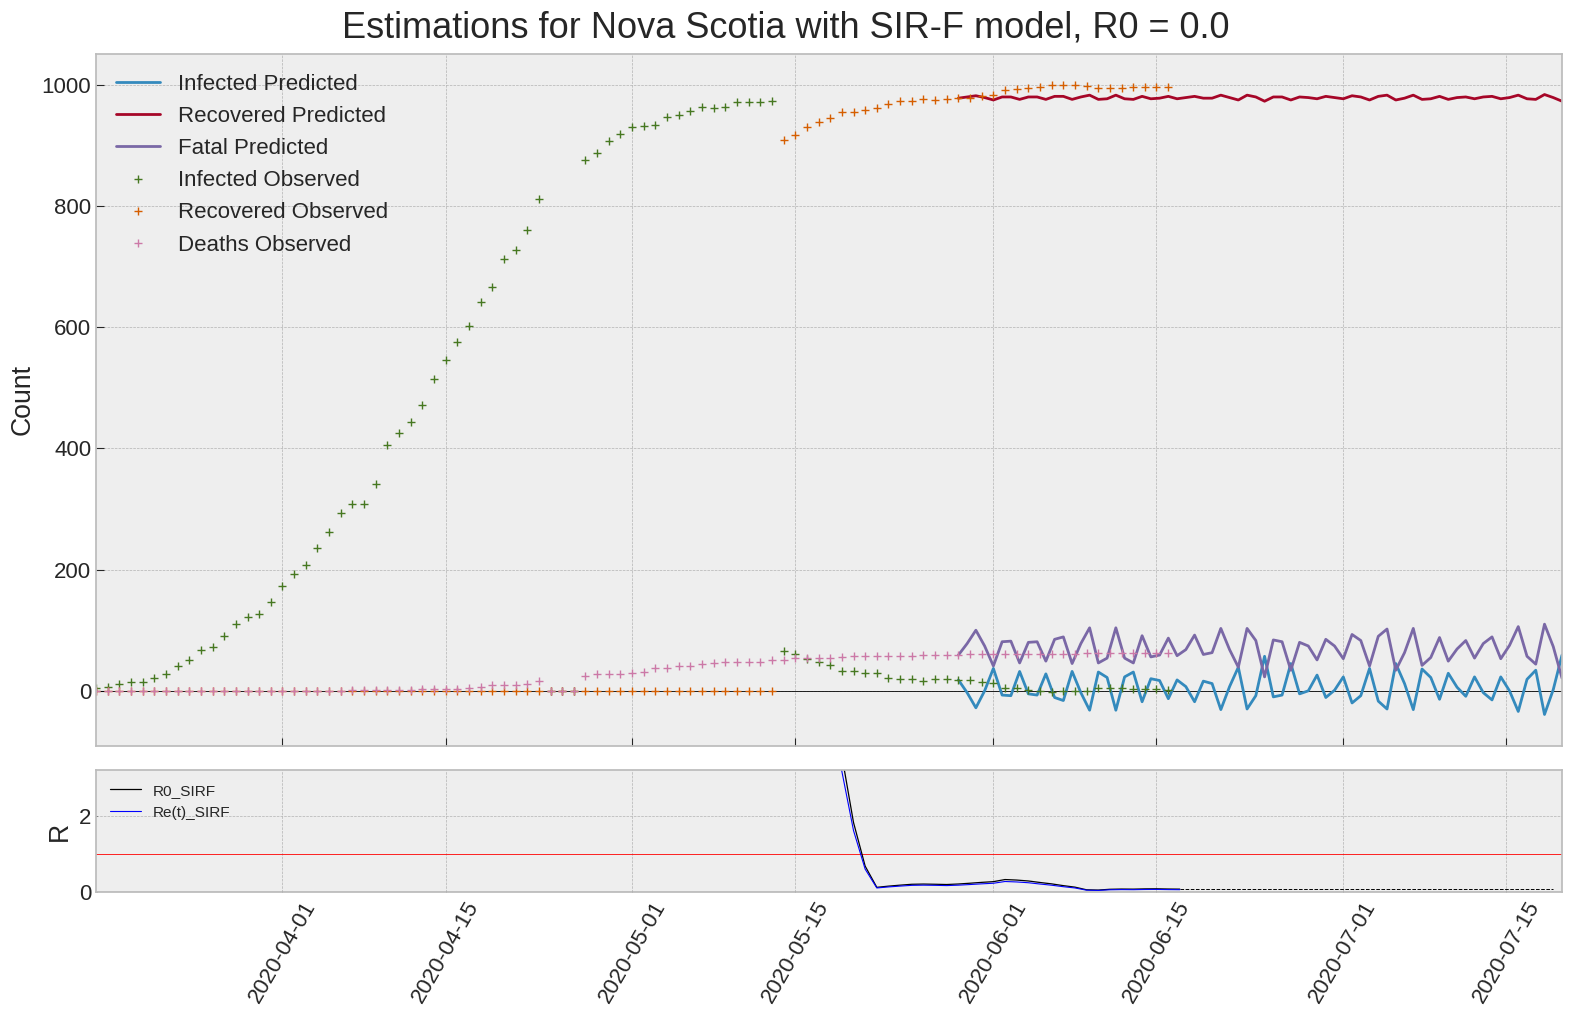 Estimations for Nova Scotia with SIR-F model, R0 = 0.0
Infected Predicted
Recovered Predicted
Fatal Predicted
Infected Observed
Recovered Observed
Deaths Observed
1000
800
600
400
200
0
Count
R0_SIRF
Re(t)_SIRF
2
0
R
2020-04-01
2020-04-15
2020-05-01
2020-05-15
2020-06-01
2020-06-15
2020-07-01
2020-07-15